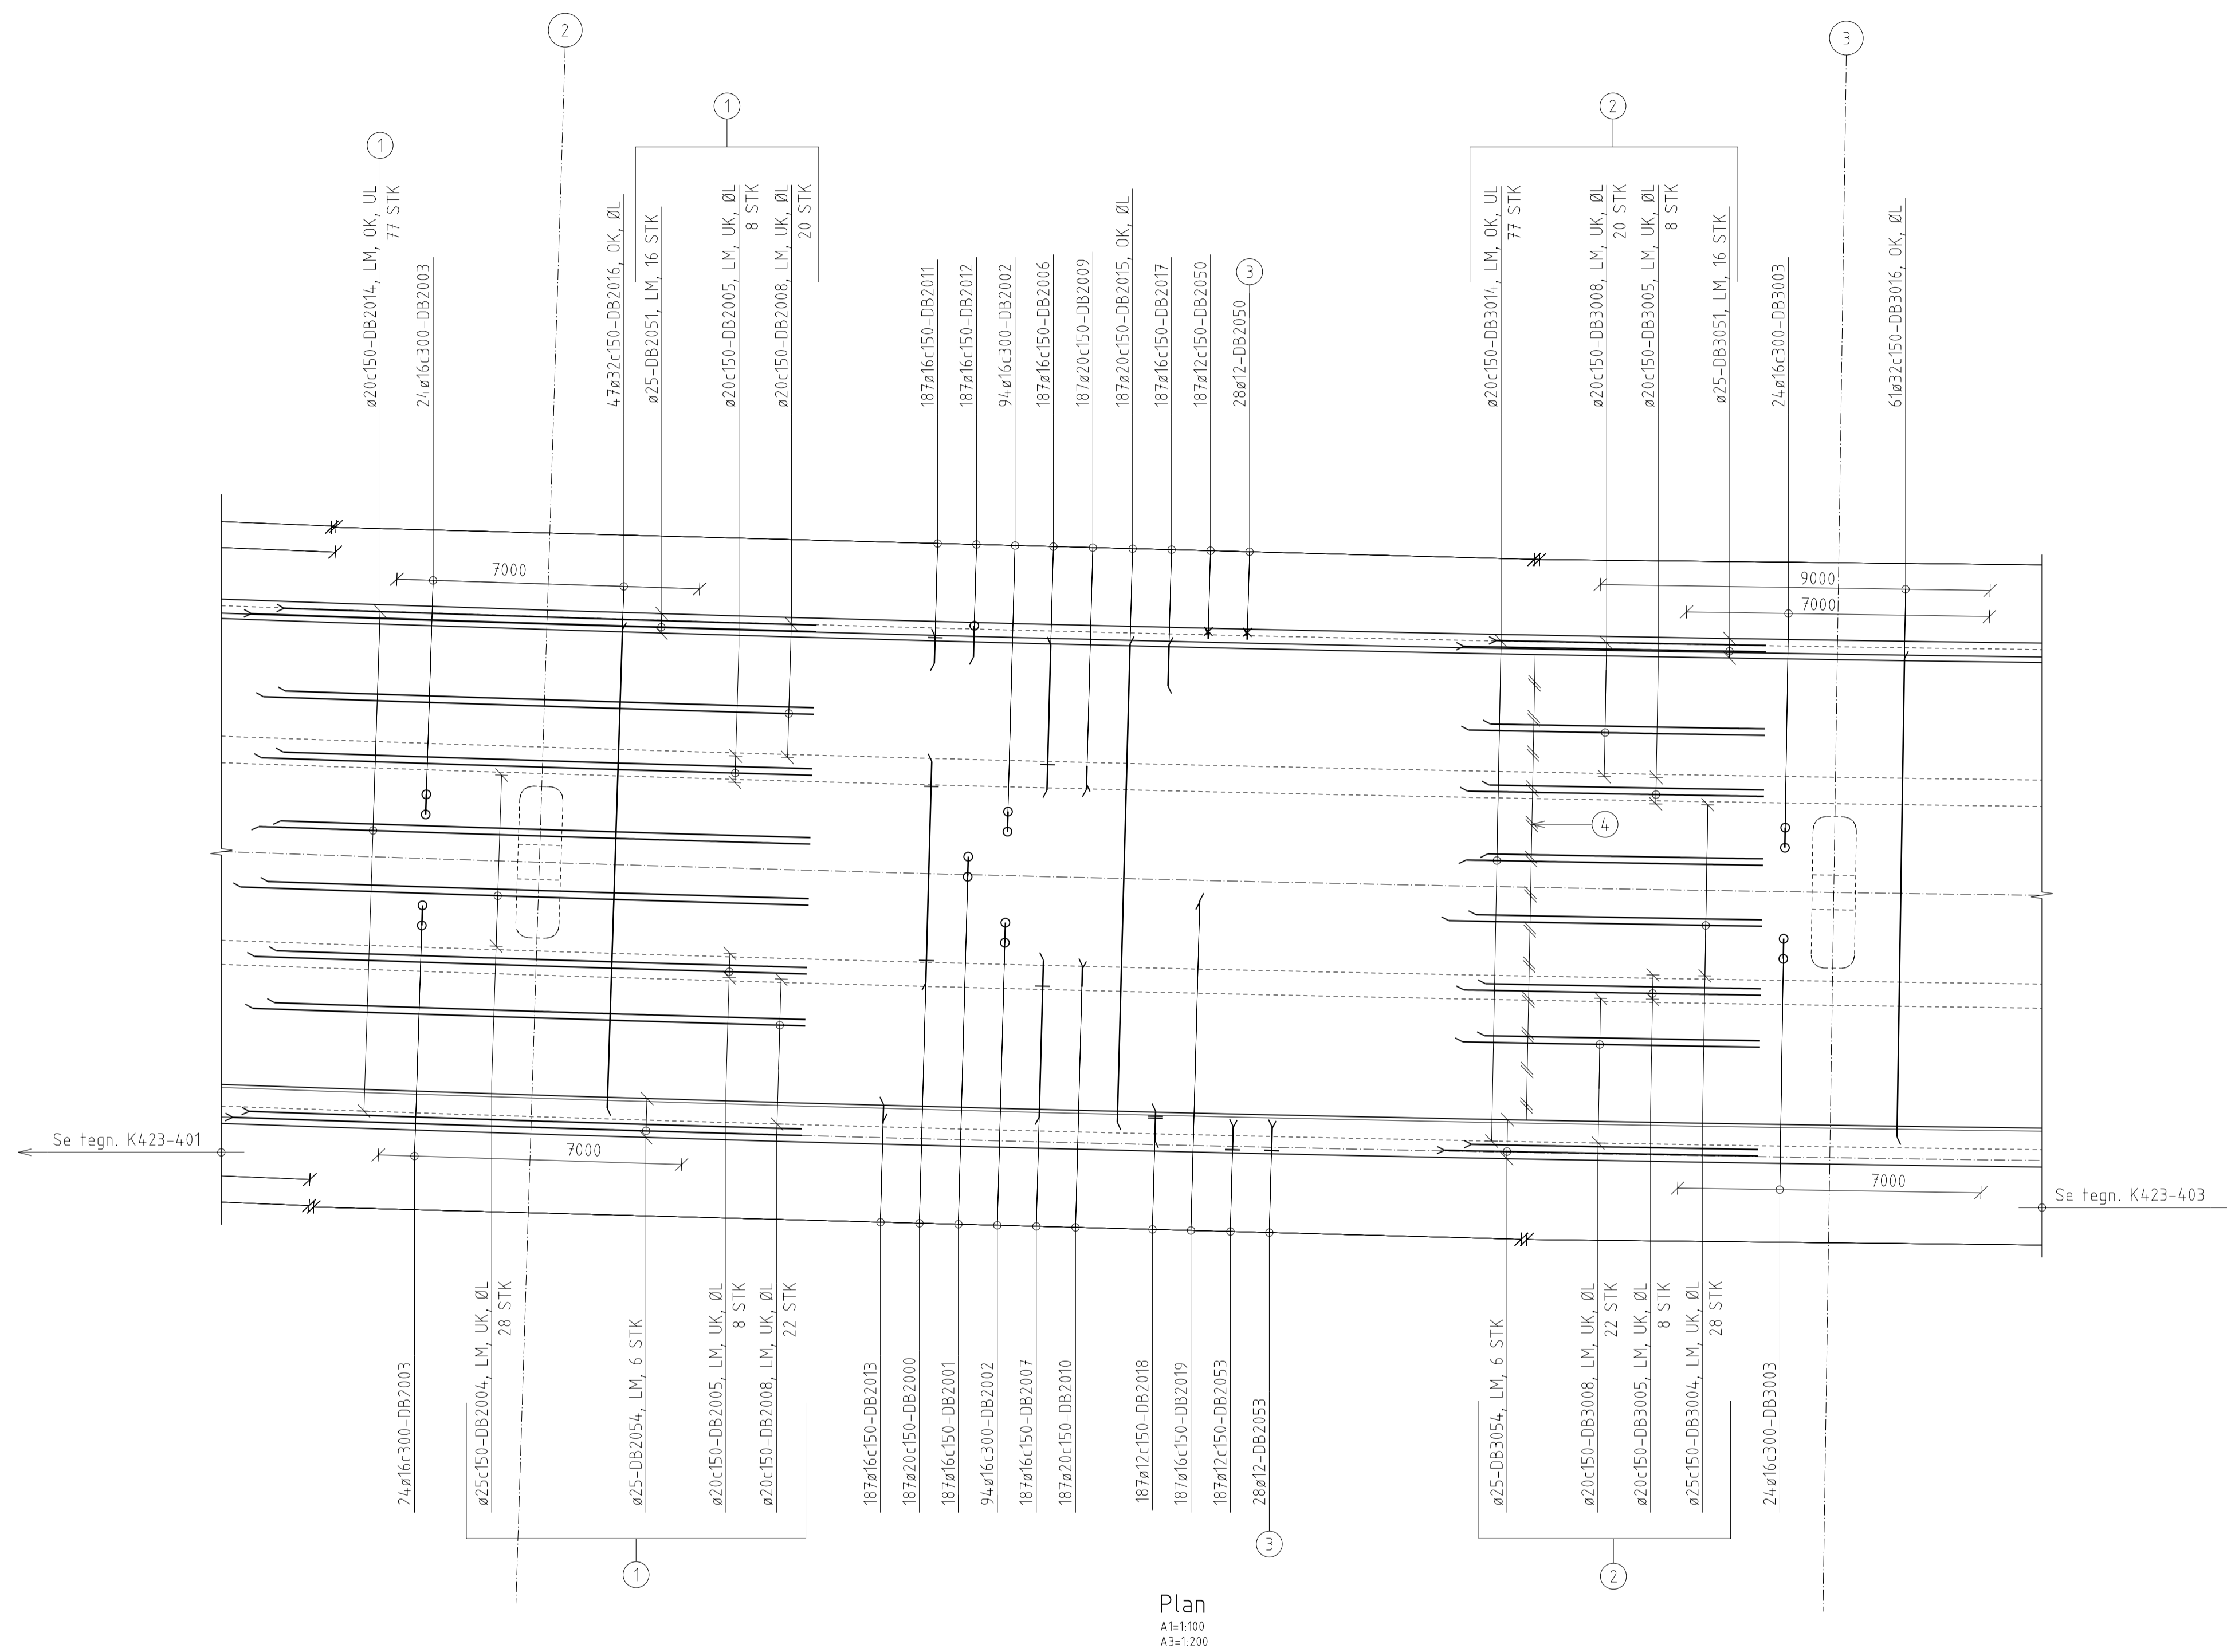 2
3
1
2
1
3
ø20c150-DB2014, LM, OK, UL
77 STK
24ø16c300-DB2003
47ø32c150-DB2016, OK, ØL
ø25-DB2051, LM, 16 STK
ø20c150-DB2005, LM, UK, ØL
8 STK
ø20c150-DB2008, LM, UK, ØL
20 STK
187ø16c150-DB2011
187ø16c150-DB2012
94ø16c300-DB2002
187ø16c150-DB2006
187ø20c150-DB2009
187ø20c150-DB2015, OK, ØL
187ø16c150-DB2017
187ø12c150-DB2050
28ø12-DB2050
ø20c150-DB3014, LM, OK, UL
77 STK
ø20c150-DB3008, LM, UK, ØL
20 STK
ø20c150-DB3005, LM, UK, ØL
8 STK
ø25-DB3051, LM, 16 STK
24ø16c300-DB3003
61ø32c150-DB3016, OK, ØL
7000
9000
7000
4
Se tegn. K423-401
7000
7000
Se tegn. K423-403
24ø16c300-DB2003
ø25c150-DB2004, LM, UK, ØL
28 STK
ø25-DB2054, LM, 6 STK
ø20c150-DB2005, LM, UK, ØL
8 STK
ø20c150-DB2008, LM, UK, ØL
22 STK
187ø16c150-DB2013
187ø20c150-DB2000
187ø16c150-DB2001
94ø16c300-DB2002
187ø16c150-DB2007
187ø20c150-DB2010
187ø12c150-DB2018
187ø16c150-DB2019
187ø12c150-DB2053
28ø12-DB2053
ø25-DB3054, LM, 6 STK
ø20c150-DB3008, LM, UK, ØL
22 STK
ø20c150-DB3005, LM, UK, ØL
8 STK
ø25c150-DB3004, LM, UK, ØL
28 STK
24ø16c300-DB3003
3
1
2
Plan
A1=1:100
A3=1:200